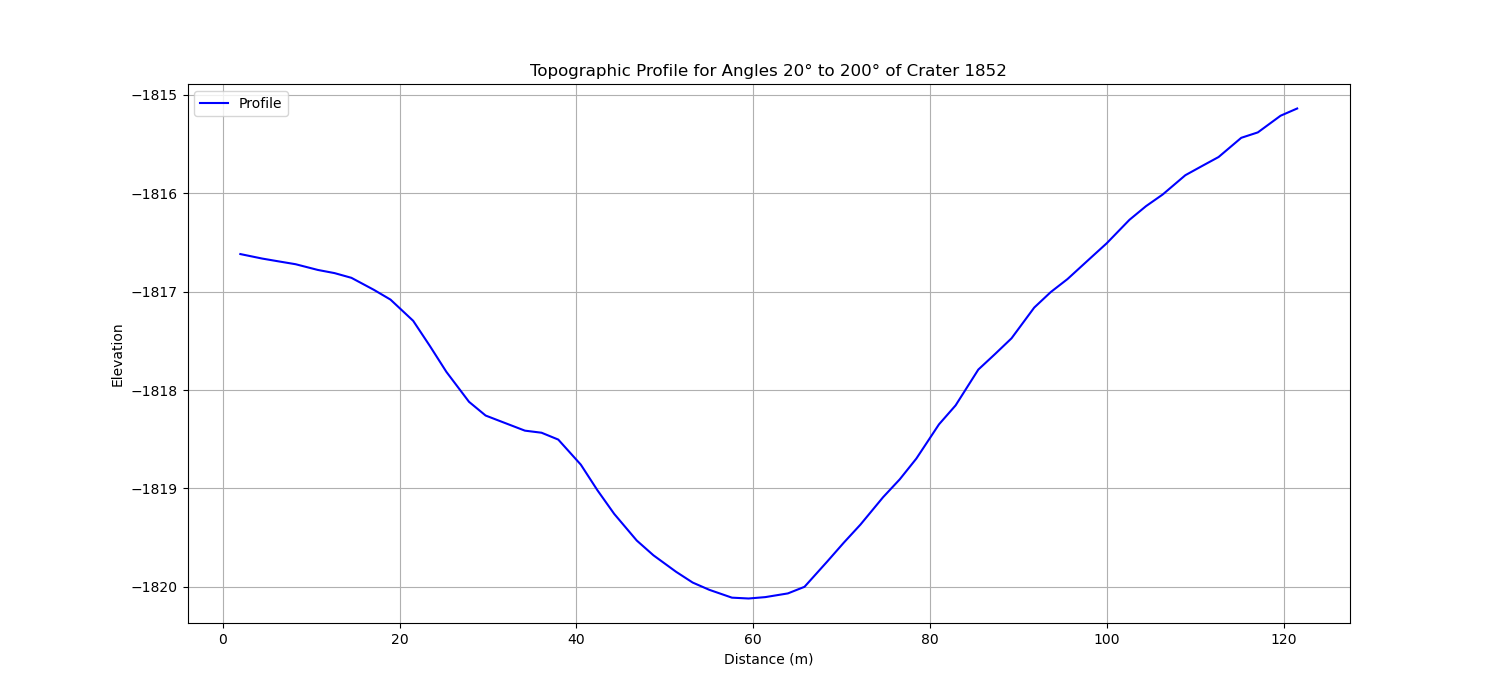 Topographic Profile for Angles 20° to 200° of Crater 1852
Profile
−1815
−1816
−1817
−1818
−1819
−1820
Elevation
0 20 40 60 80 100 120
Distance (m)